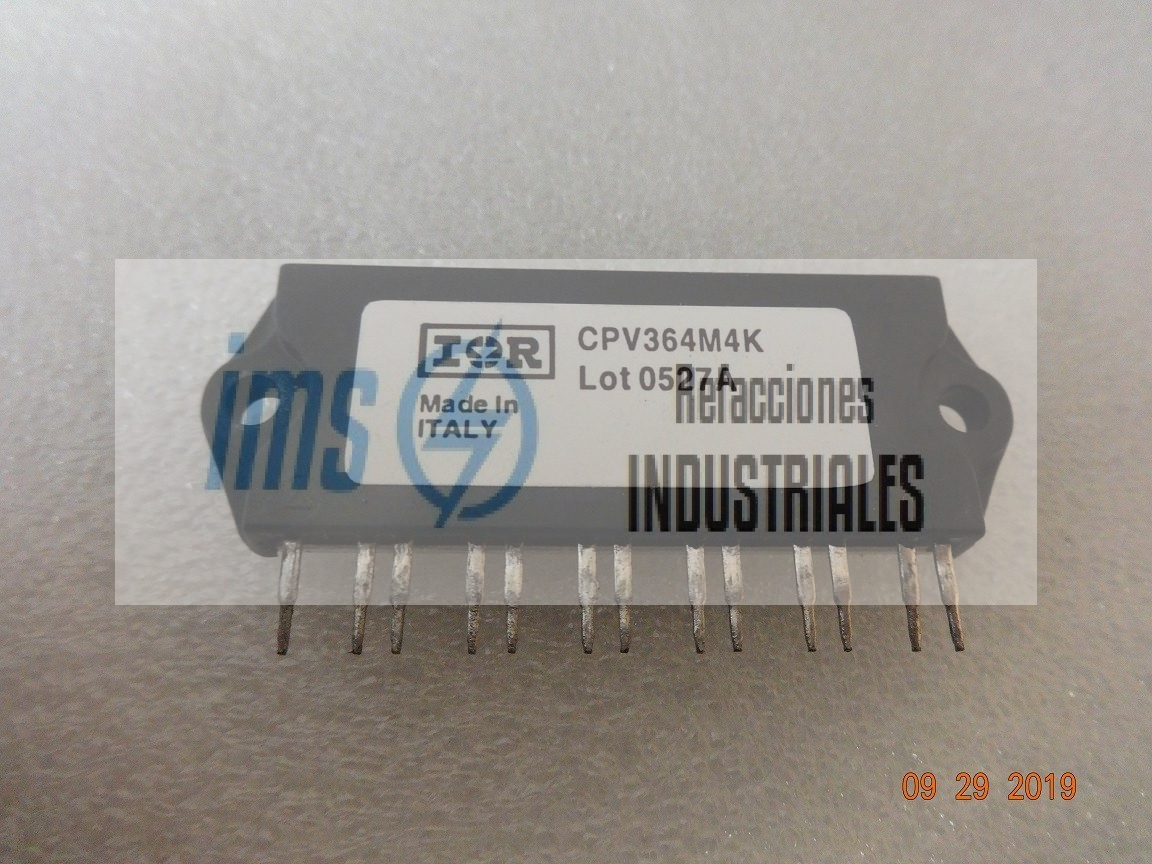 IOR
CPV364M4K
Lot 0527A
Made In
ITALY
ims
Refacciones
INDUSTRIALES
09 29 2019